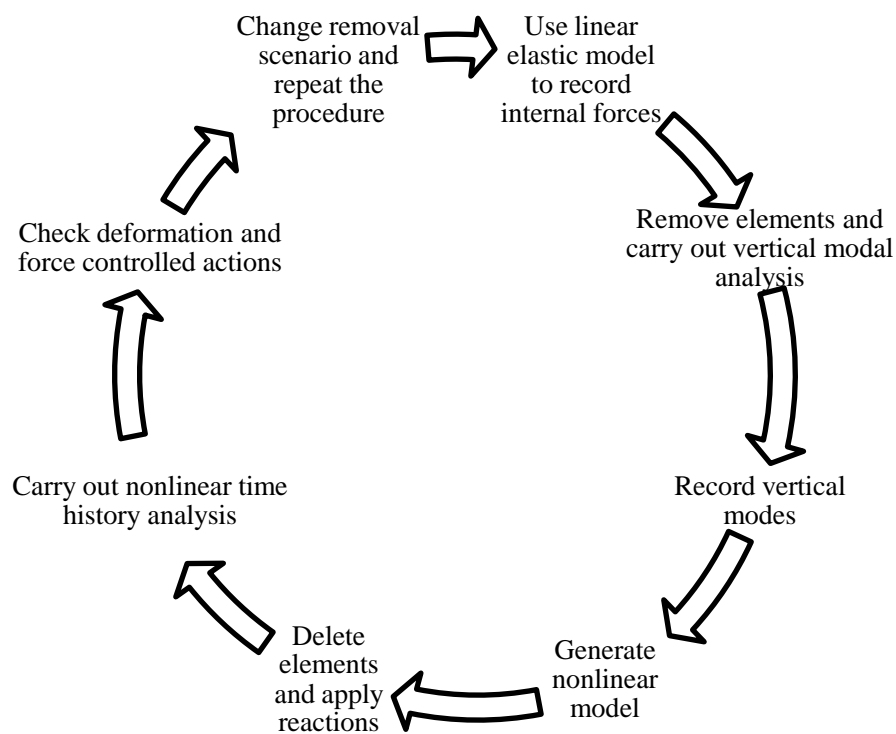 Change removal
scenario and
repeat the
procedure
Use linear
elastic model
to record
internal forces
Remove elements and
carry out vertical modal
analysis
Record vertical
modes
Generate
nonlinear
model
Delete
elements
and apply
reactions
Carry out nonlinear time
history analysis
Check deformation and
force controlled actions